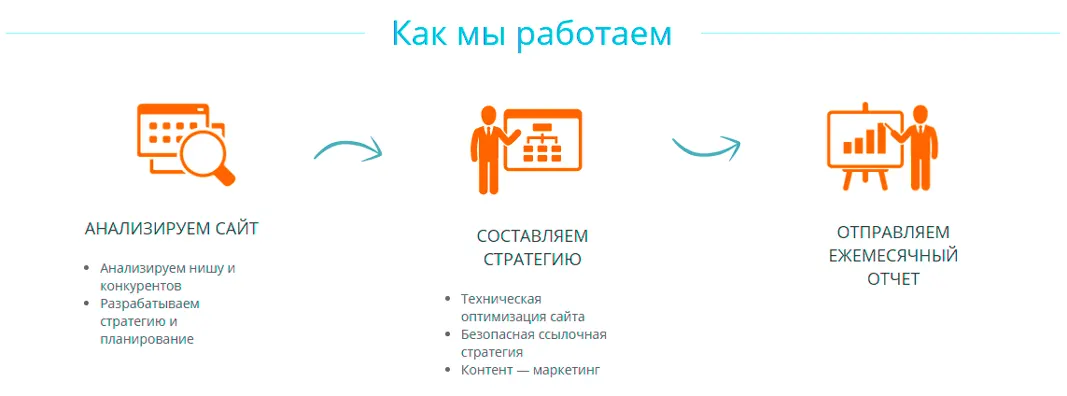 Как мы работаем
АНАЛИЗИРУЕМ САЙТ
Анализируем нишу и
конкурентов
Разрабатываем
стратегию и
планирование
СОСТАВЛЯЕМ
СТРАТЕГИЮ
Техническая
оптимизация сайта
Безопасная ссылочная
стратегия
Контент — маркетинг
ОТПРАВЛЯЕМ
ЕЖЕМЕСЯЧНЫЙ
ОТЧЕТ